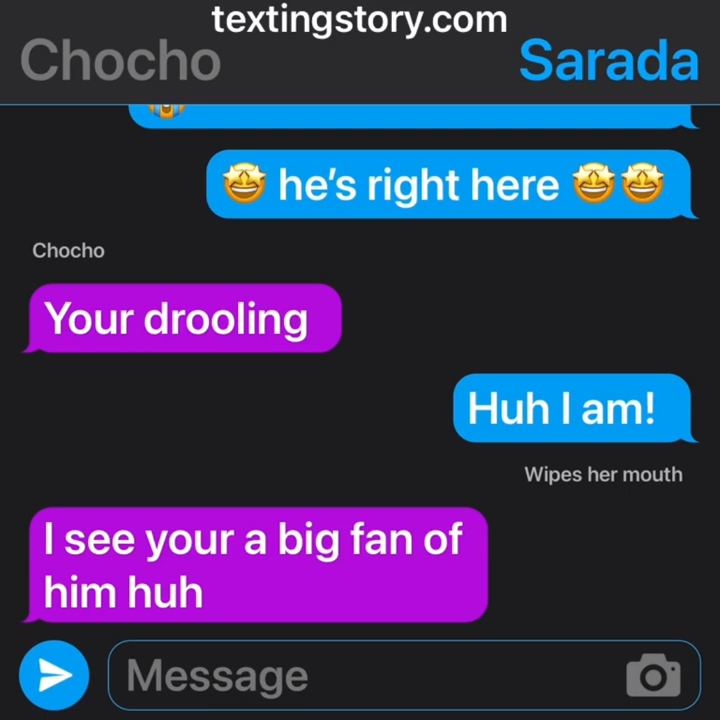 textingstory.com
Chocho
Sarada
🤩 he’s right here 🤩🤩
Chocho
Your drooling
Huh I am!
Wipes her mouth
I see your a big fan of
him huh
Message